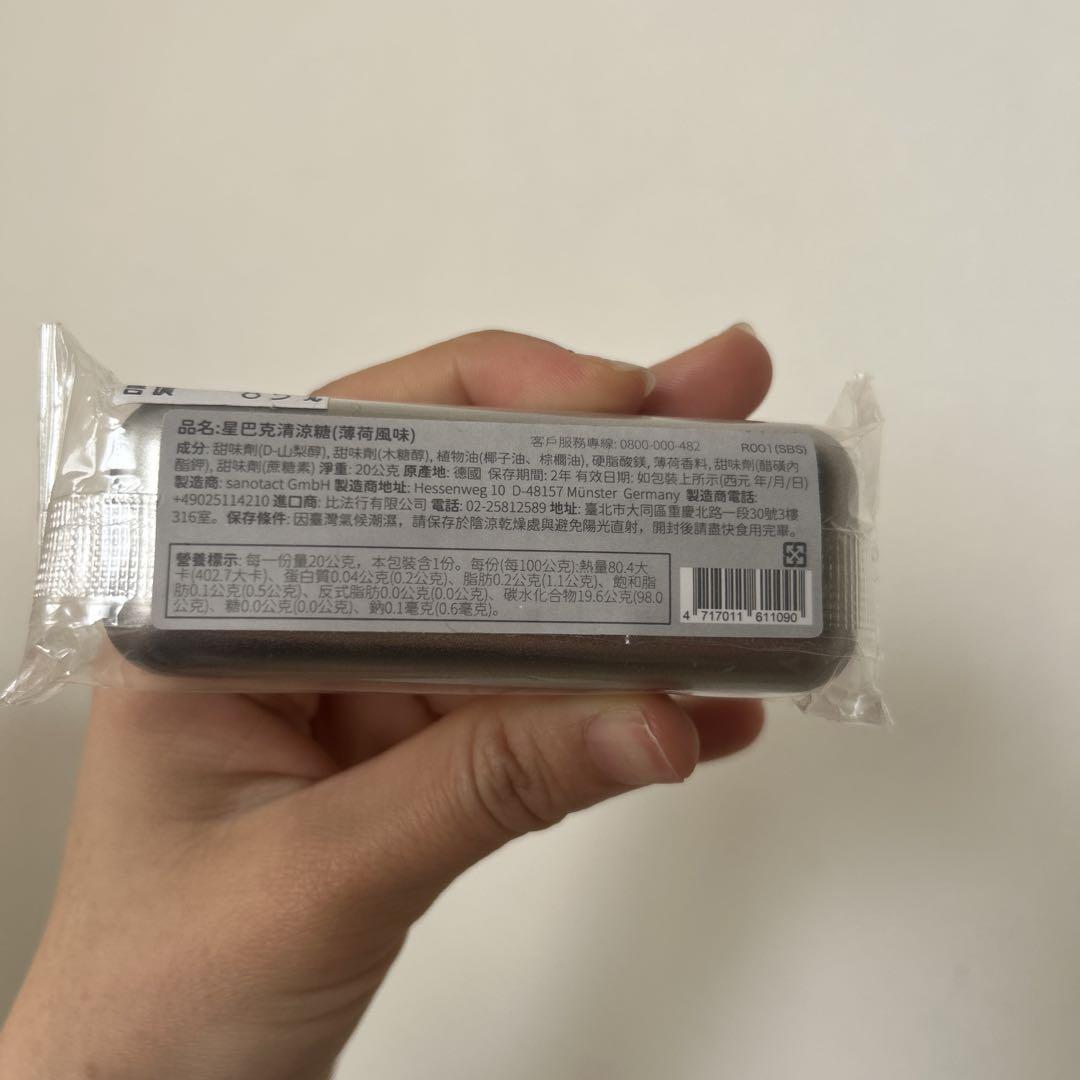 品名:星巴克清涼糖(薄荷風味)
客戶服務專線: 0800-000-482
R001(SBS)
成分: 甜味劑(D-山梨醇), 甜味劑(木糖醇), 植物油(椰子油、棕櫚油), 硬脂酸鎂, 薄荷香料, 甜味劑(醋磺內
酯鉀), 甜味劑(蔗糖素) 淨重: 20公克 原產地: 德國 保存期間: 2年 有效日期: 如包裝上所示(西元 年/月/日)
製造商: sanotact GmbH 製造商地址: Hessenweg 10 D-48157 Münster Germany 製造商電話:
+49025114210 進口商: 比法行有限公司 電話: 02-25812589 地址: 臺北市大同區重慶北路一段30號3樓
316室。保存條件: 因臺灣氣候潮濕，請保存於陰涼乾燥處與避免陽光直射，開封後請盡快食用完畢。
營養標示: 每一份量20公克，本包裝含1份。每份(每100公克):熱量80.4大
卡(402.7大卡)、蛋白質0.04公克(0.2公克)、脂肪0.2公克(1.1公克)、飽和脂
肪0.1公克(0.5公克)、反式脂肪0.0公克(0.0公克)、碳水化合物19.6公克(98.0
公克)、糖0.0公克(0.0公克)、鈉0.1毫克(0.6毫克)。
4 717011 611090